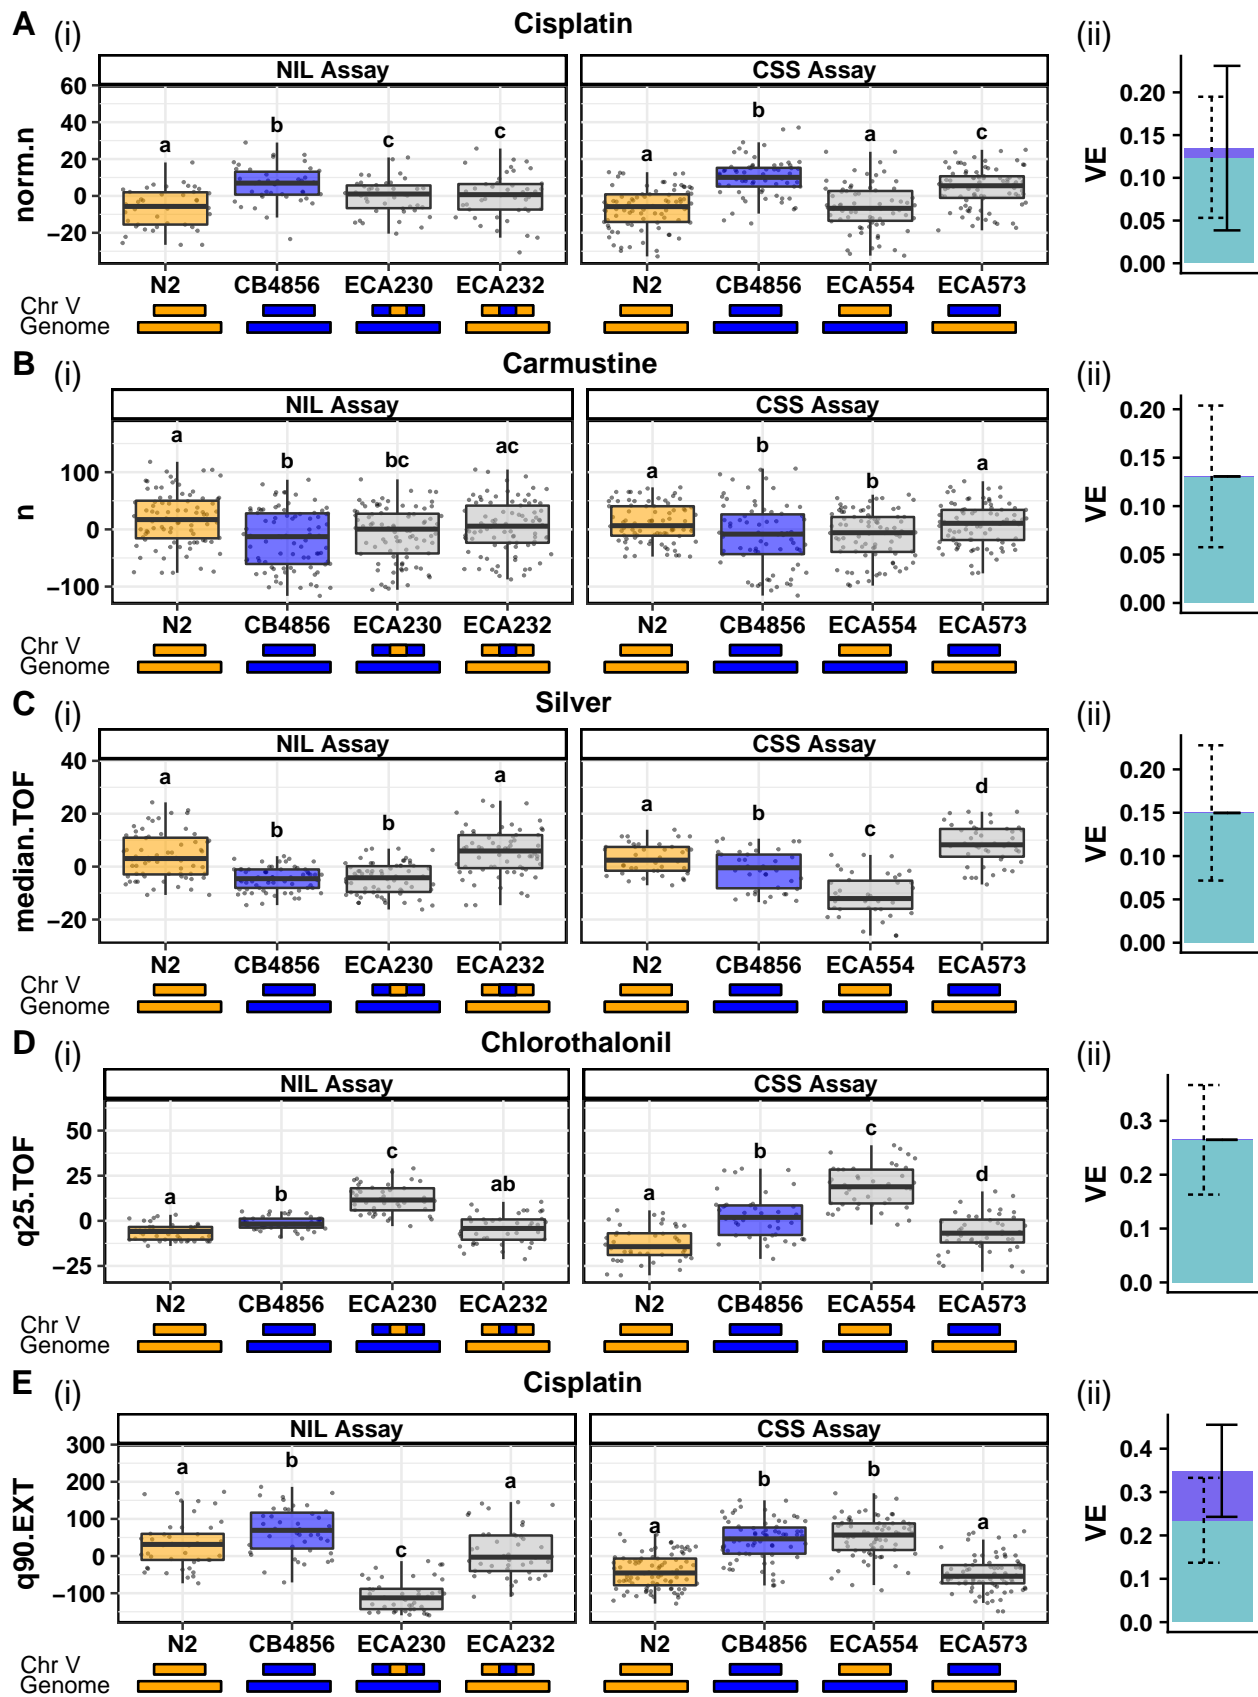 A (i) Cisplatin (ii)
NIL Assay CSS Assay
norm.n
60
40
20
0
−20
a b c c a b a c
N2 CB4856 ECA230 ECA232 N2 CB4856 ECA554 ECA573
Chr V
Genome
VE
0.20
0.15
0.10
0.05
0.00
B (i) Carmustine (ii)
NIL Assay CSS Assay
n
100
0
−100
a b bc ac a b b a
N2 CB4856 ECA230 ECA232 N2 CB4856 ECA554 ECA573
Chr V
Genome
VE
0.20
0.15
0.10
0.05
0.00
C (i) Silver (ii)
NIL Assay CSS Assay
median.TOF
40
20
0
−20
a b b a a b c d
N2 CB4856 ECA230 ECA232 N2 CB4856 ECA554 ECA573
Chr V
Genome
VE
0.20
0.15
0.10
0.05
0.00
D (i) Chlorothalonil (ii)
NIL Assay CSS Assay
q25.TOF
50
25
0
−25
a b c ab a b c d
N2 CB4856 ECA230 ECA232 N2 CB4856 ECA554 ECA573
Chr V
Genome
VE
0.3
0.2
0.1
0.0
E (i) Cisplatin (ii)
NIL Assay CSS Assay
q90.EXT
300
200
100
0
−100
a b c a a b b a
N2 CB4856 ECA230 ECA232 N2 CB4856 ECA554 ECA573
Chr V
Genome
VE
0.4
0.3
0.2
0.1
0.0